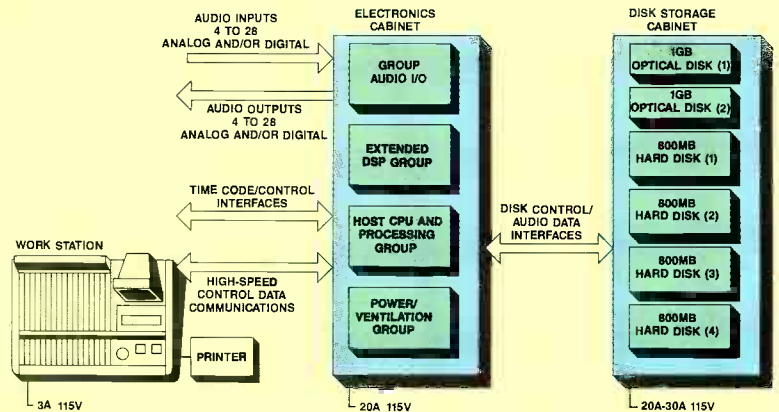 AUDIO INPUTS
4 TO 28
ANALOG AND/OR DIGITAL
AUDIO OUTPUTS
4 TO 28
ANALOG AND/OR DIGITAL
TIME CODE/CONTROL
INTERFACES
WORK STATION
HIGH-SPEED
CONTROL DATA
COMMUNICATIONS
PRINTER
3A 115V
ELECTRONICS
CABINET
GROUP
AUDIO I/O
EXTENDED
DSP GROUP
HOST CPU AND
PROCESSING
GROUP
POWER/
VENTILATION
GROUP
20A 115V
DISK CONTROL/
AUDIO DATA
INTERFACES
DISK STORAGE
CABINET
1GB
OPTICAL DISK (1)
1GB
OPTICAL DISK (2)
800MB
HARD DISK (1)
800MB
HARD DISK (2)
800MB
HARD DISK (3)
800MB
HARD DISK (4)
20A-30A 115V